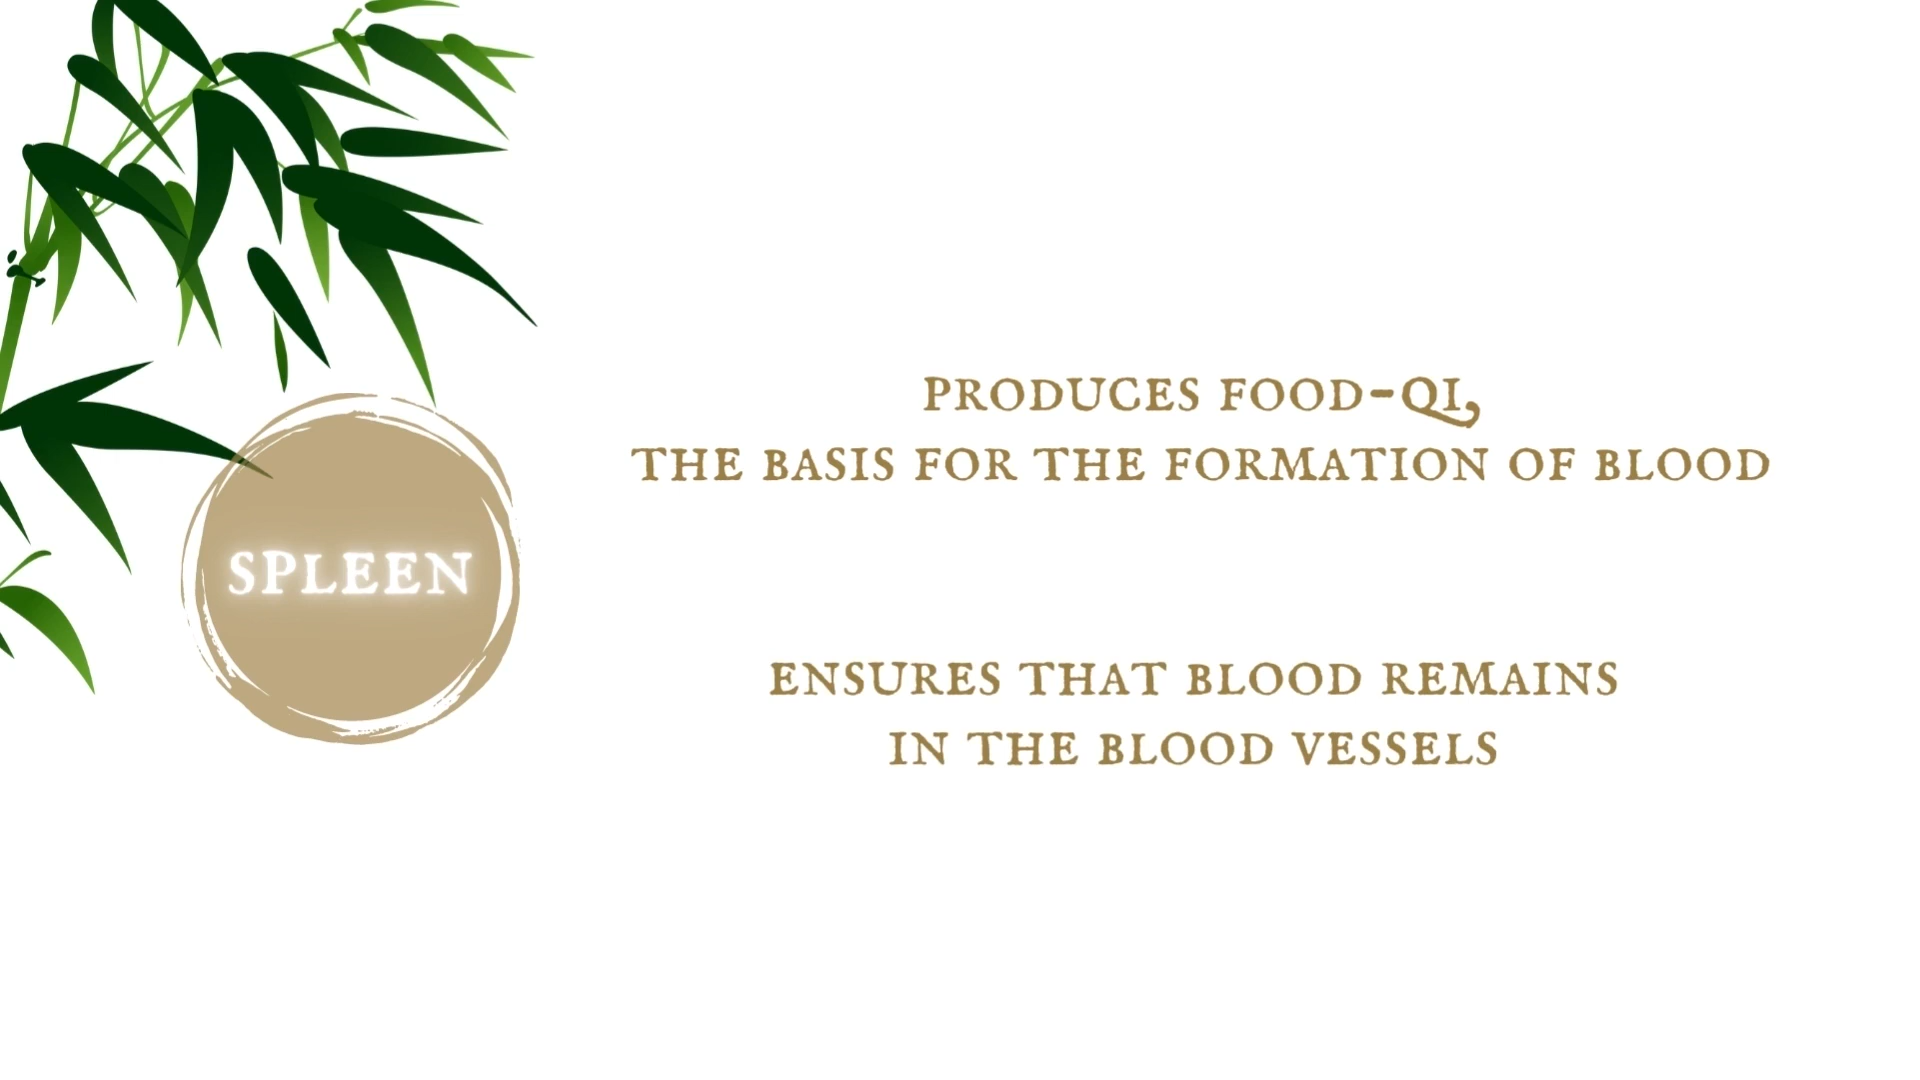 SPLEEN
PRODUCES FOOD-QI,
THE BASIS FOR THE FORMATION OF BLOOD
ENSURES THAT BLOOD REMAINS
IN THE BLOOD VESSELS